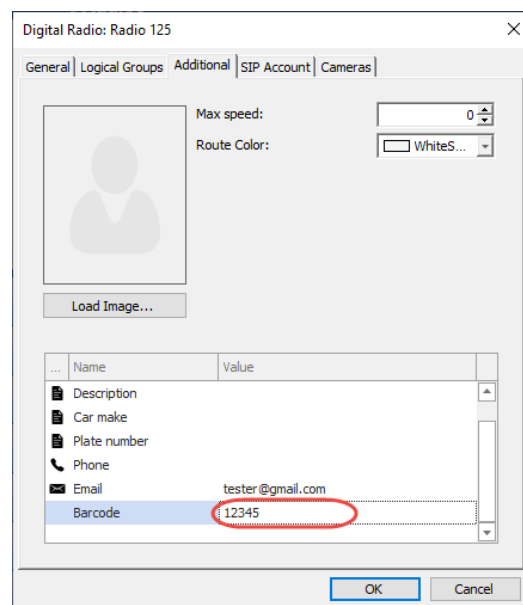 Digital Radio: Radio 125
General Logical Groups Additional SIP Account Cameras
Max speed: 0
Route Color: WhiteS...
Load Image...
... Name Value
Description
Car make
Plate number
Phone
Email tester@gmail.com
Barcode 12345
OK Cancel